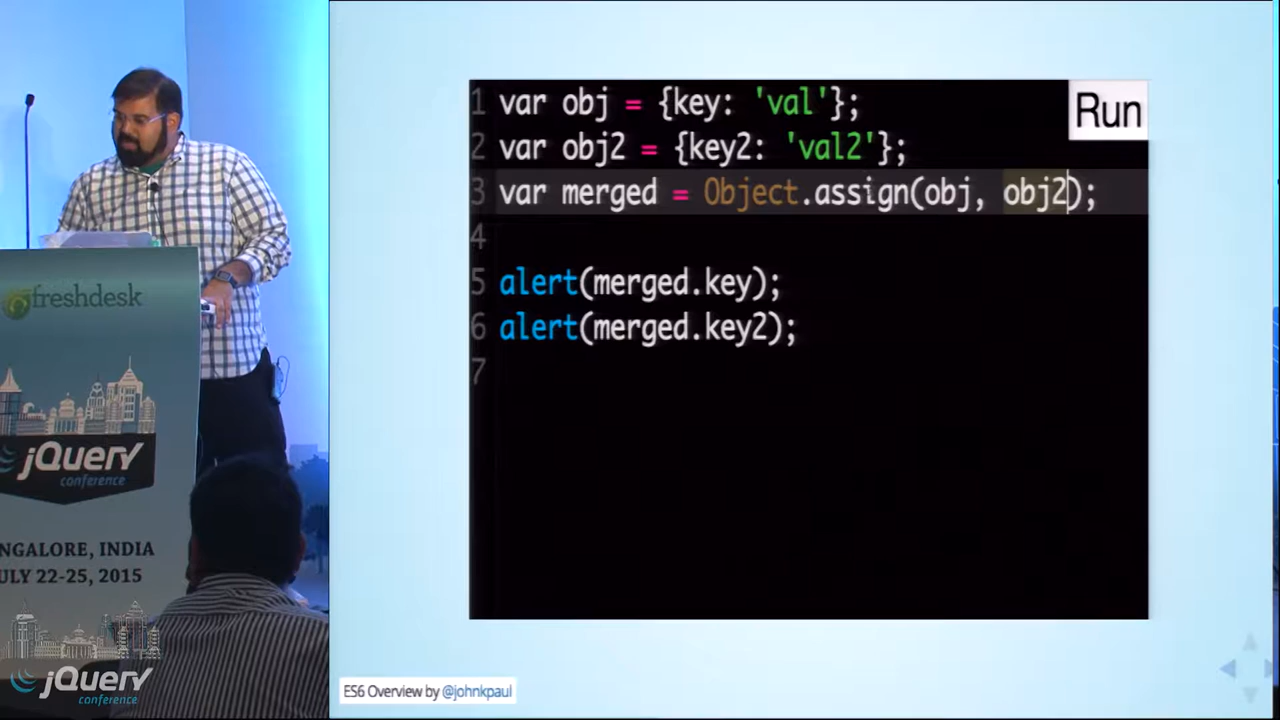 1 var obj = {key: 'val'};
2 var obj2 = {key2: 'val2'};
3 var merged = Object.assign(obj, obj2);
4
5 alert(merged.key);
6 alert(merged.key2);
7
Run
ES6 Overview by @johnkpaul
freshdesk
jQuery
conference
NGALORE, INDIA
ULY 22-25, 2015
jQuery
conference